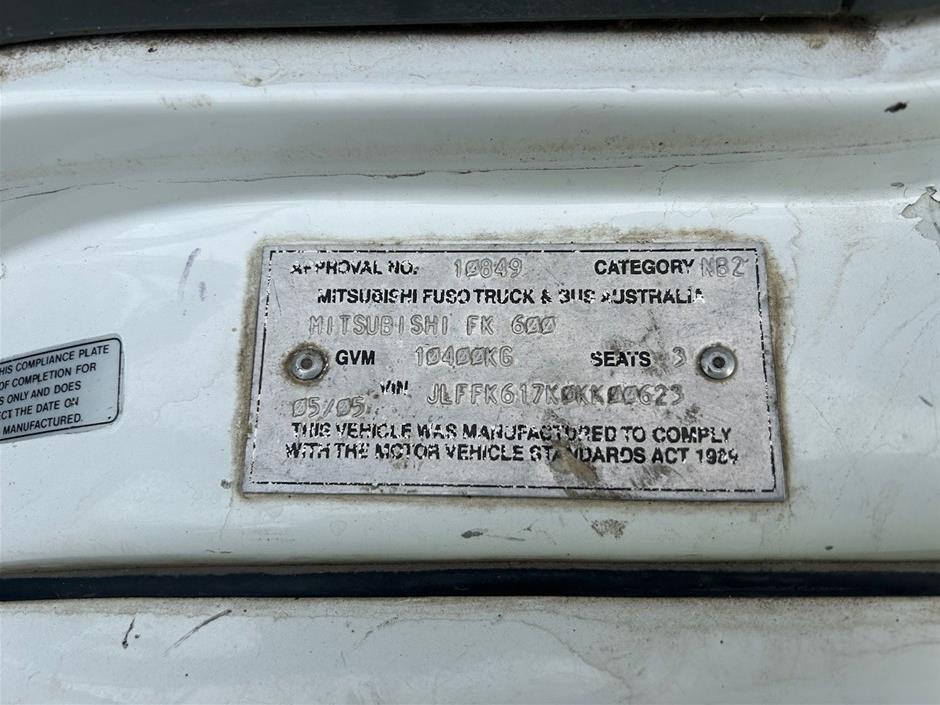 APPROVAL NO. 10849 CATEGORY NB2
MITSUBISHI FUSO TRUCK & BUS AUSTRALIA
MITSUBISHI FK 600
GVM 10400KG SEATS 3
VIN JLFFK617K0KK00623
05/05
THIS VEHICLE WAS MANUFACTURED TO COMPLY
WITH THE MOTOR VEHICLE STANDARDS ACT 1989
THIS COMPLIANCE PLATE
OF COMPLETION FOR
S ONLY AND DOES
ECT THE DATE ON
MANUFACTURED.